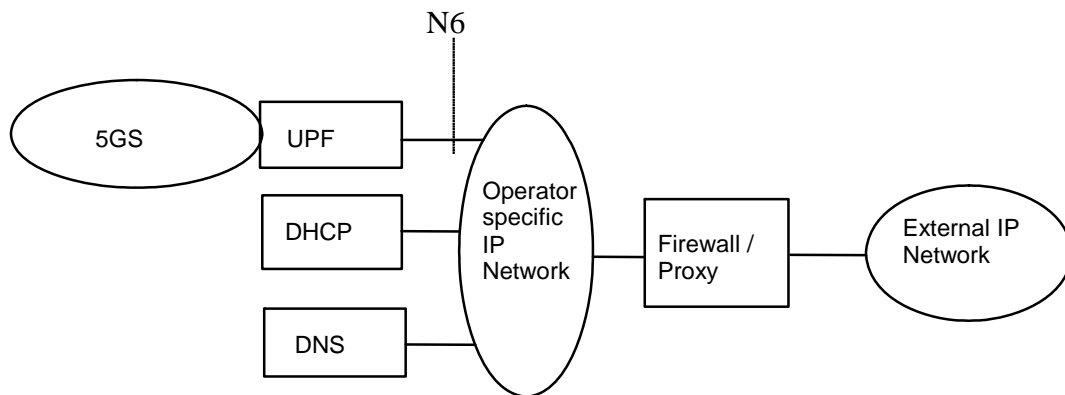 N6
5GS
UPF
DHCP
DNS
Operator
specific
IP
Network
Firewall /
Proxy
External IP
Network